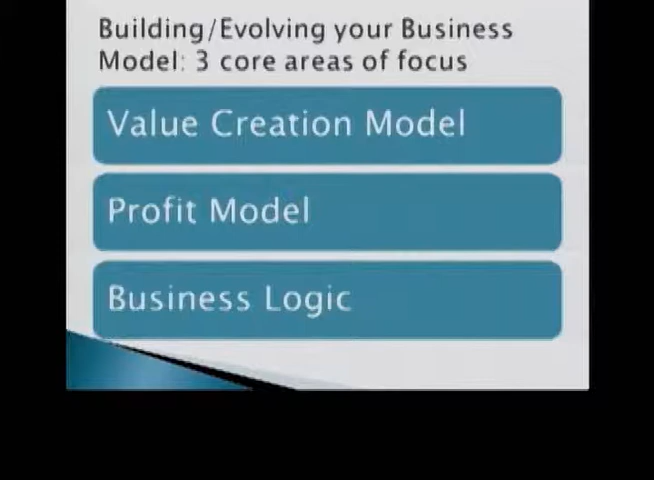 Building/Evolving your Business
Model: 3 core areas of focus
Value Creation Model
Profit Model
Business Logic